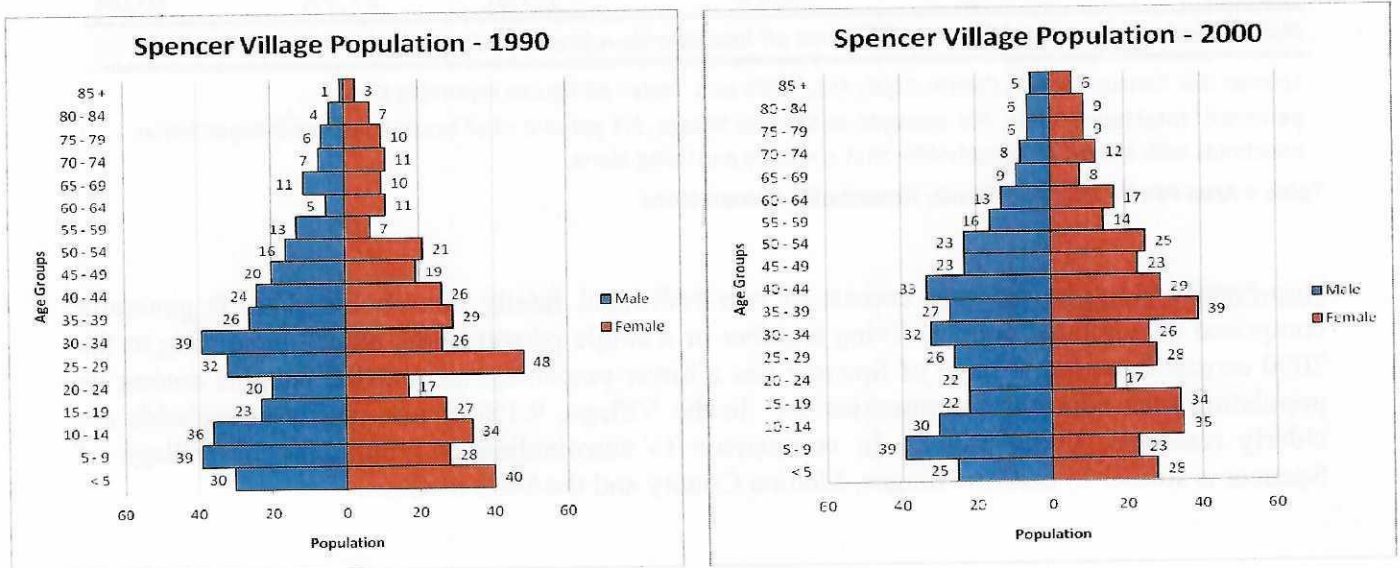 Spencer Village Population - 1990
Age Groups
85 + 1 3
80 - 84 4 7
75 - 79 6 10
70 - 74 7 11
65 - 69 11 10
60 - 64 5 11
55 - 59 13 7
50 - 54 16 21
45 - 49 20 19
40 - 44 24 26
35 - 39 26 29
30 - 34 39 26
25 - 29 32 48
20 - 24 20 17
15 - 19 23 27
10 - 14 36 34
5 - 9 39 28
< 5 30 40
60 40 20 0 20 40 60
Population
Male
Female
Spencer Village Population - 2000
Age Groups
85 + 5 6
80 - 84 6 9
75 - 79 6 9
70 - 74 8 12
65 - 69 9 8
60 - 64 13 17
55 - 59 16 14
50 - 54 23 25
45 - 49 23 23
40 - 44 33 29
35 - 39 27 39
30 - 34 32 26
25 - 29 26 28
20 - 24 22 17
15 - 19 22 34
10 - 14 30 35
5 - 9 39 23
< 5 25 28
60 40 20 0 20 40 60
Population
Male
Female